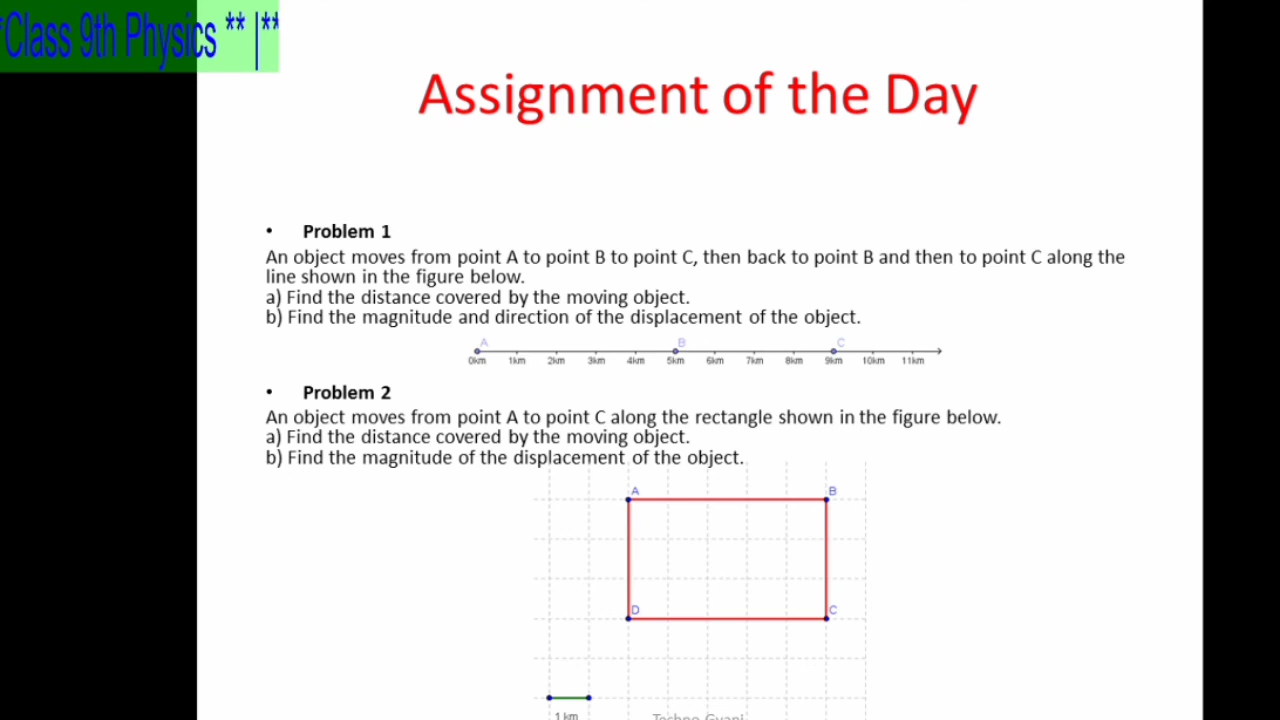 *Class 9th Physics ** |**
Assignment of the Day
• Problem 1
An object moves from point A to point B to point C, then back to point B and then to point C along the
line shown in the figure below.
a) Find the distance covered by the moving object.
b) Find the magnitude and direction of the displacement of the object.
A B C
0km 1km 2km 3km 4km 5km 6km 7km 8km 9km 10km 11km
• Problem 2
An object moves from point A to point C along the rectangle shown in the figure below.
a) Find the distance covered by the moving object.
b) Find the magnitude of the displacement of the object.
A B
D C
1 km
Techno Gyani